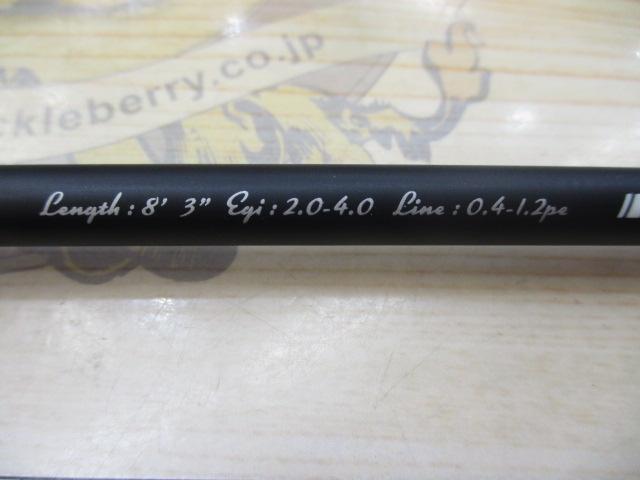 ckleberry.co.jp
Length : 8' 3" Egi : 2.0-4.0 Line : 0.4-1.2pe